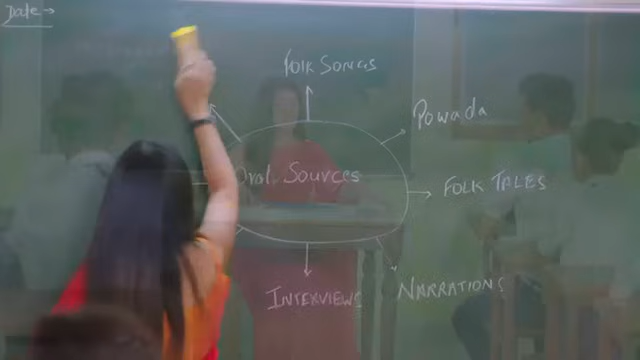 Date →
Folk Songs
Powada
Oral Sources
FOLK TALES
INTERVIEWS
NARRATIONS